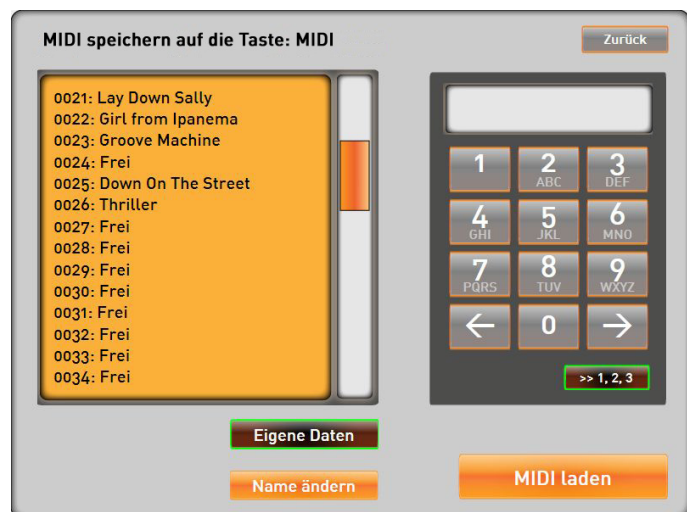 MIDI speichern auf die Taste: MIDI
Zurück
0021: Lay Down Sally
0022: Girl from Ipanema
0023: Groove Machine
0024: Frei
0025: Down On The Street
0026: Thriller
0027: Frei
0028: Frei
0029: Frei
0030: Frei
0031: Frei
0032: Frei
0033: Frei
0034: Frei
1 2 3
ABC DEF
4 5 6
GHI JKL MNO
7 8 9
PQRS TUV WXYZ
← 0 →
>> 1, 2, 3
Eigene Daten
Name ändern
MIDI laden